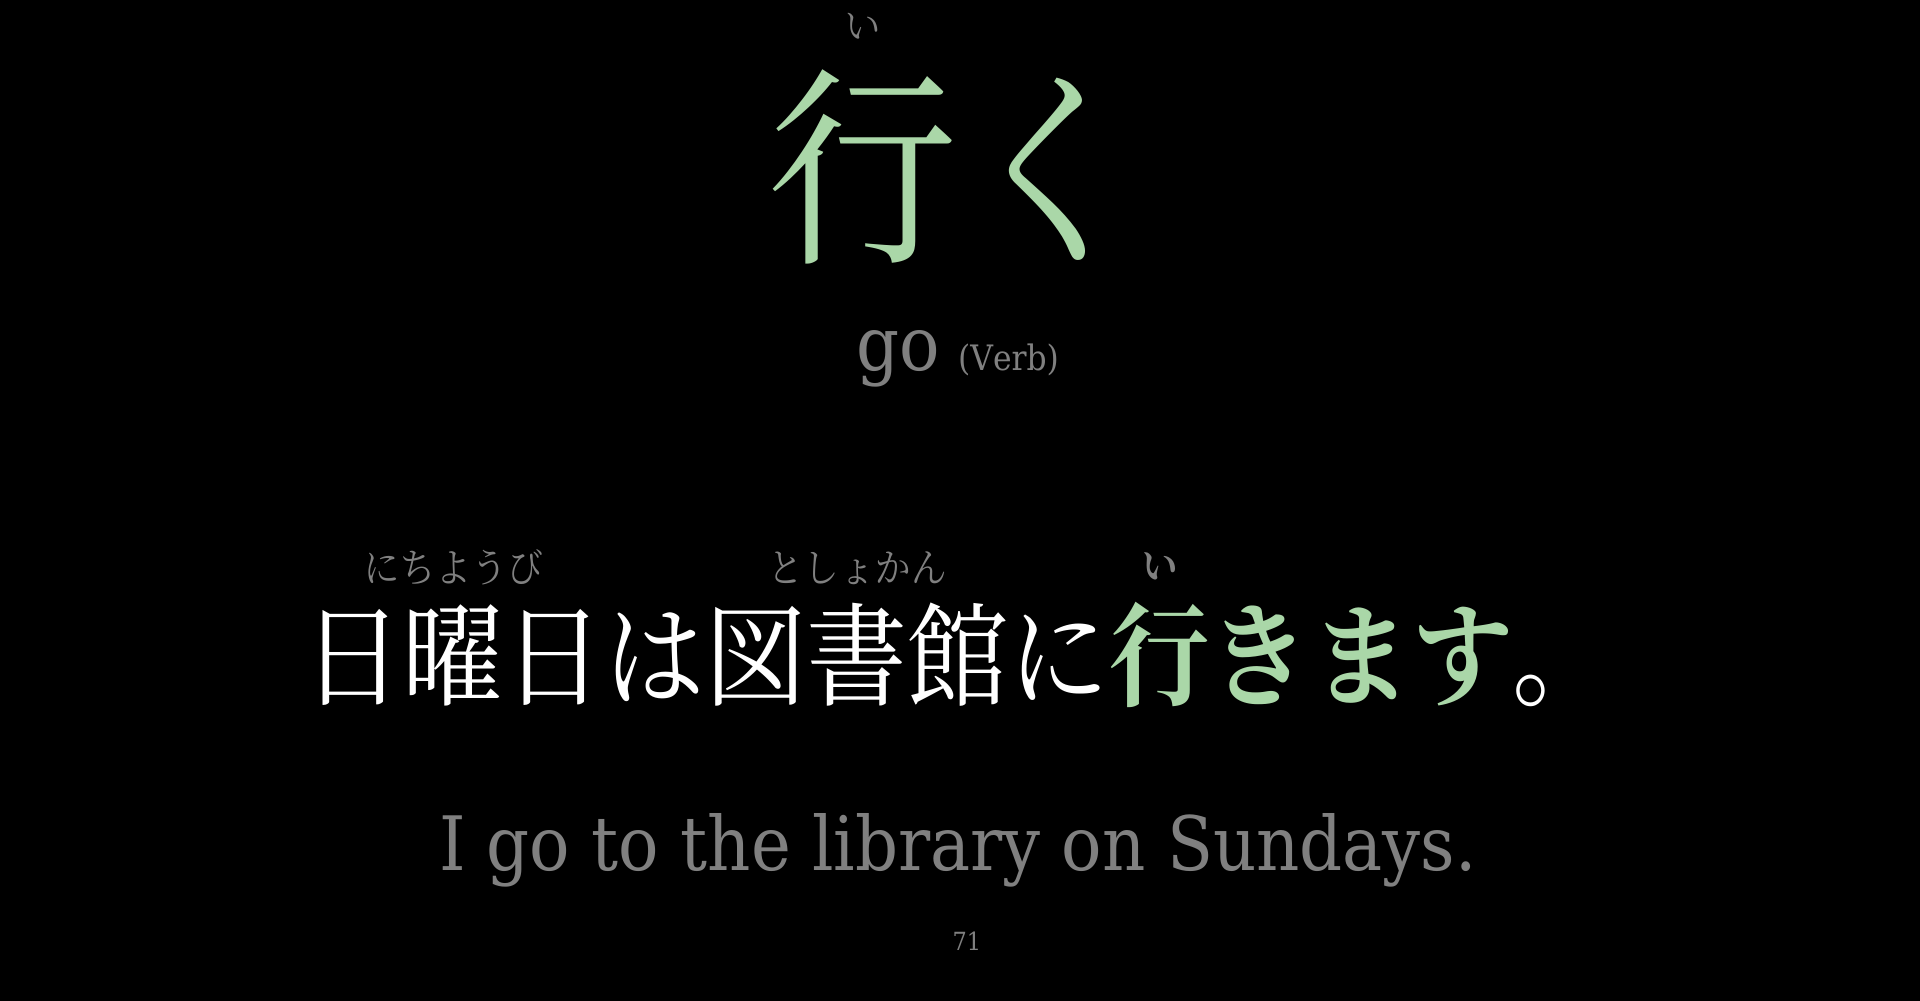 い
行く
go (Verb)
にちようび としょかん い
日曜日は図書館に行きます。
I go to the library on Sundays.
71